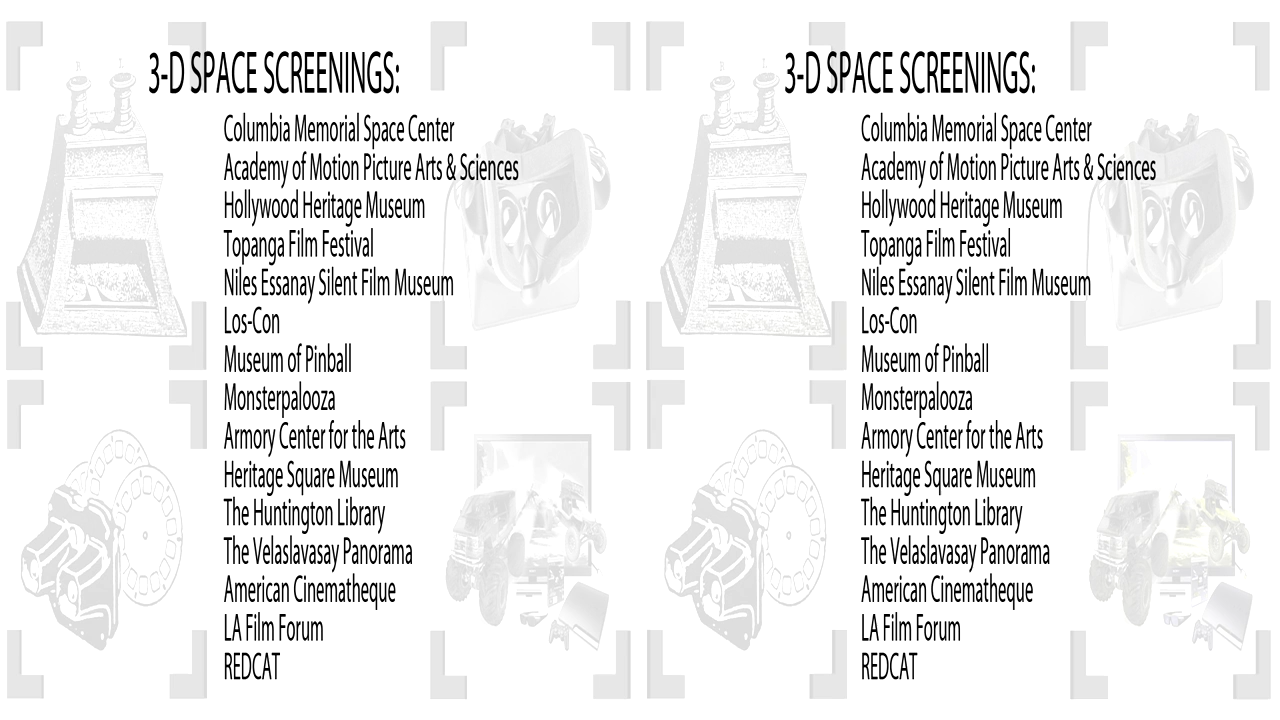 3-D SPACE SCREENINGS:
Columbia Memorial Space Center
Academy of Motion Picture Arts & Sciences
Hollywood Heritage Museum
Topanga Film Festival
Niles Essanay Silent Film Museum
Los-Con
Museum of Pinball
Monsterpalooza
Armory Center for the Arts
Heritage Square Museum
The Huntington Library
The Velaslavasay Panorama
American Cinematheque
LA Film Forum
REDCAT
3-D SPACE SCREENINGS:
Columbia Memorial Space Center
Academy of Motion Picture Arts & Sciences
Hollywood Heritage Museum
Topanga Film Festival
Niles Essanay Silent Film Museum
Los-Con
Museum of Pinball
Monsterpalooza
Armory Center for the Arts
Heritage Square Museum
The Huntington Library
The Velaslavasay Panorama
American Cinematheque
LA Film Forum
REDCAT